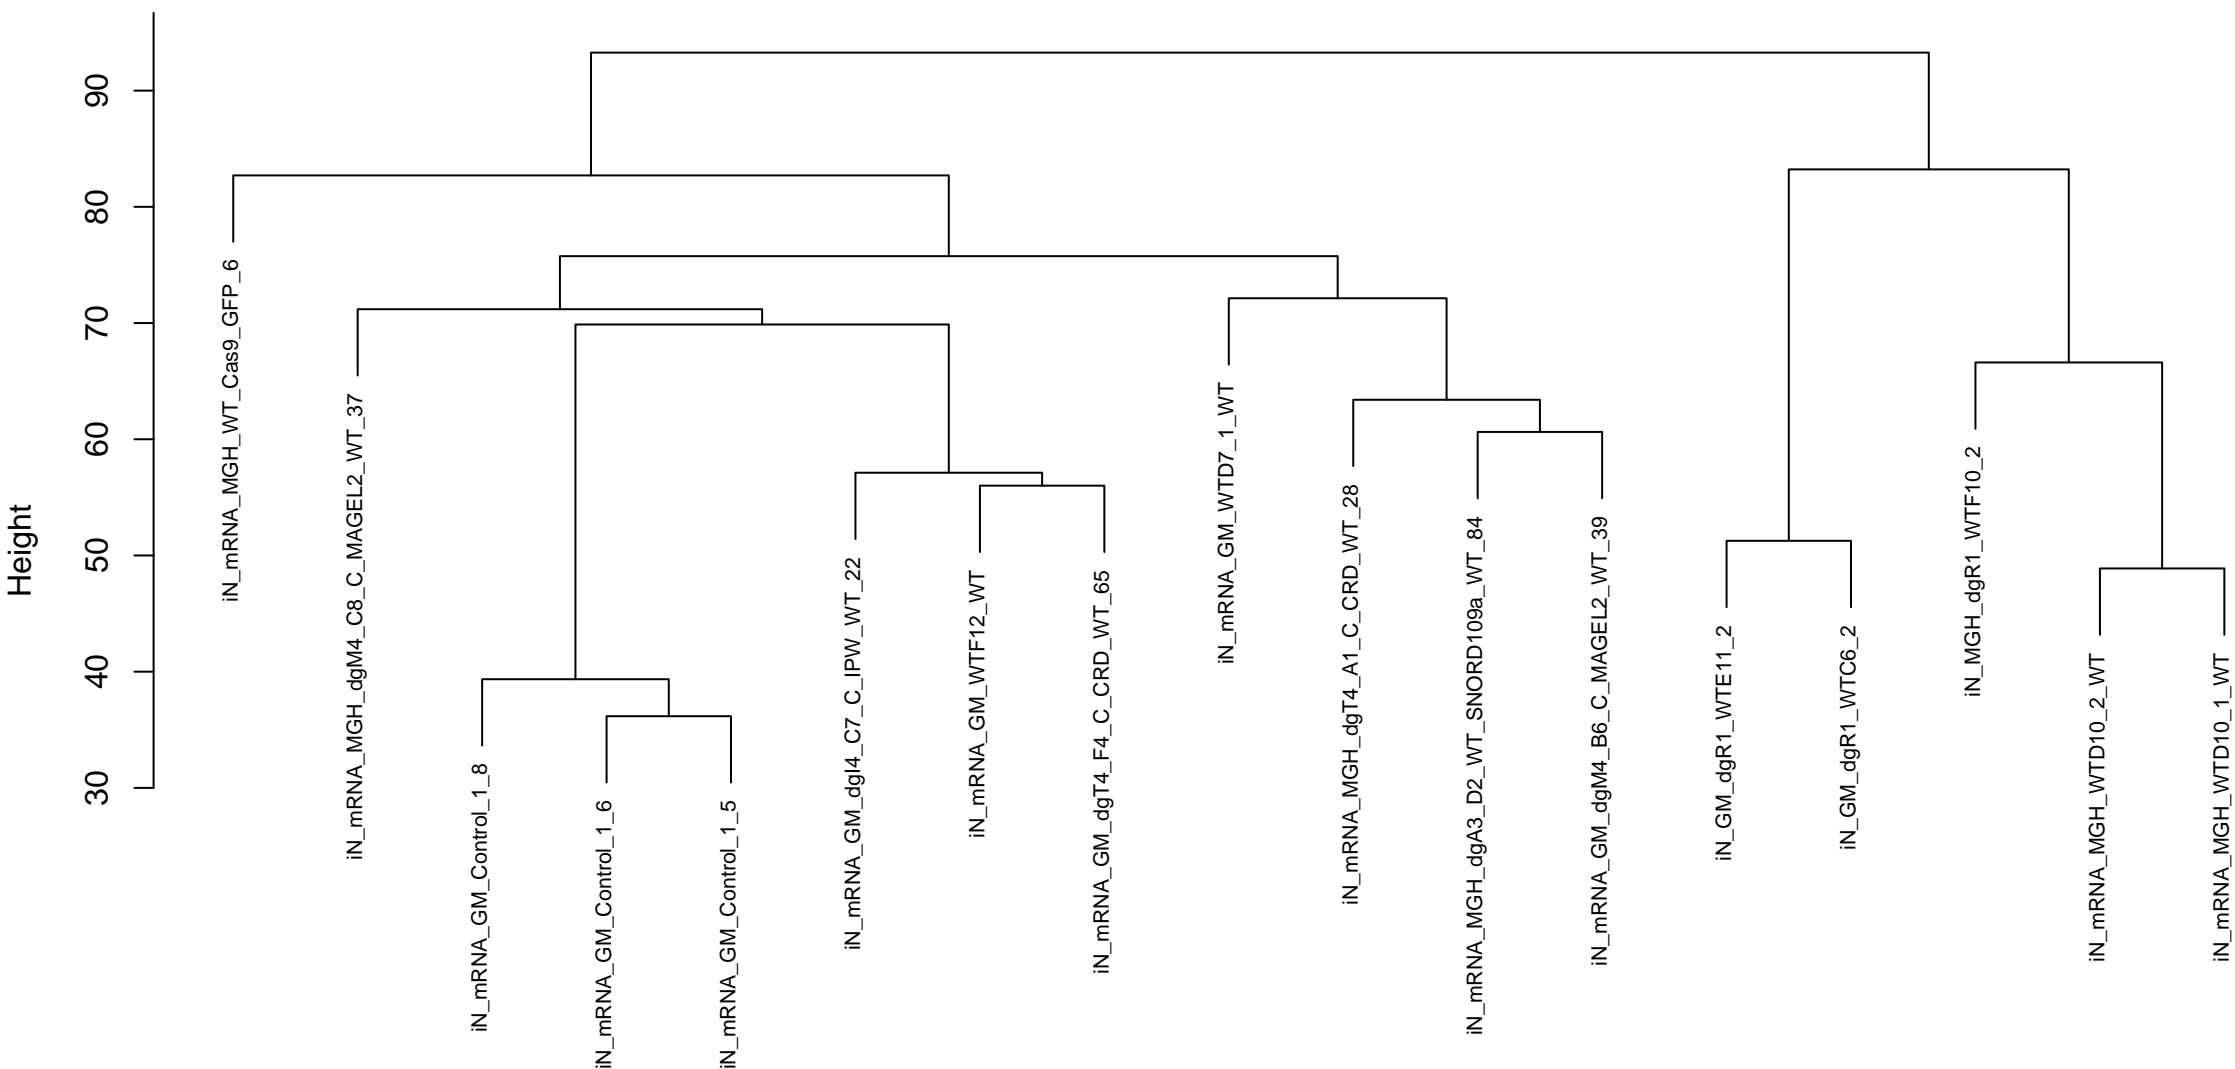 Height
90
80
70
60
50
40
30
iN_mRNA_MGH_WT_Cas9_GFP_6
iN_mRNA_MGH_dgM4_C8_C_MAGEL2_WT_37
iN_mRNA_GM_Control_1_8
iN_mRNA_GM_Control_1_6
iN_mRNA_GM_Control_1_5
iN_mRNA_GM_dgI4_C7_C_IPW_WT_22
iN_mRNA_GM_WTF12_WT
iN_mRNA_GM_dgT4_F4_C_CRD_WT_65
iN_mRNA_GM_WTD7_1_WT
iN_mRNA_MGH_dgT4_A1_C_CRD_WT_28
iN_mRNA_MGH_dgA3_D2_WT_SNORD109a_WT_84
iN_mRNA_GM_dgM4_B6_C_MAGEL2_WT_39
iN_GM_dgR1_WTE11_2
iN_GM_dgR1_WTC6_2
iN_MGH_dgR1_WTF10_2
iN_mRNA_MGH_WTD10_2_WT
iN_mRNA_MGH_WTD10_1_WT